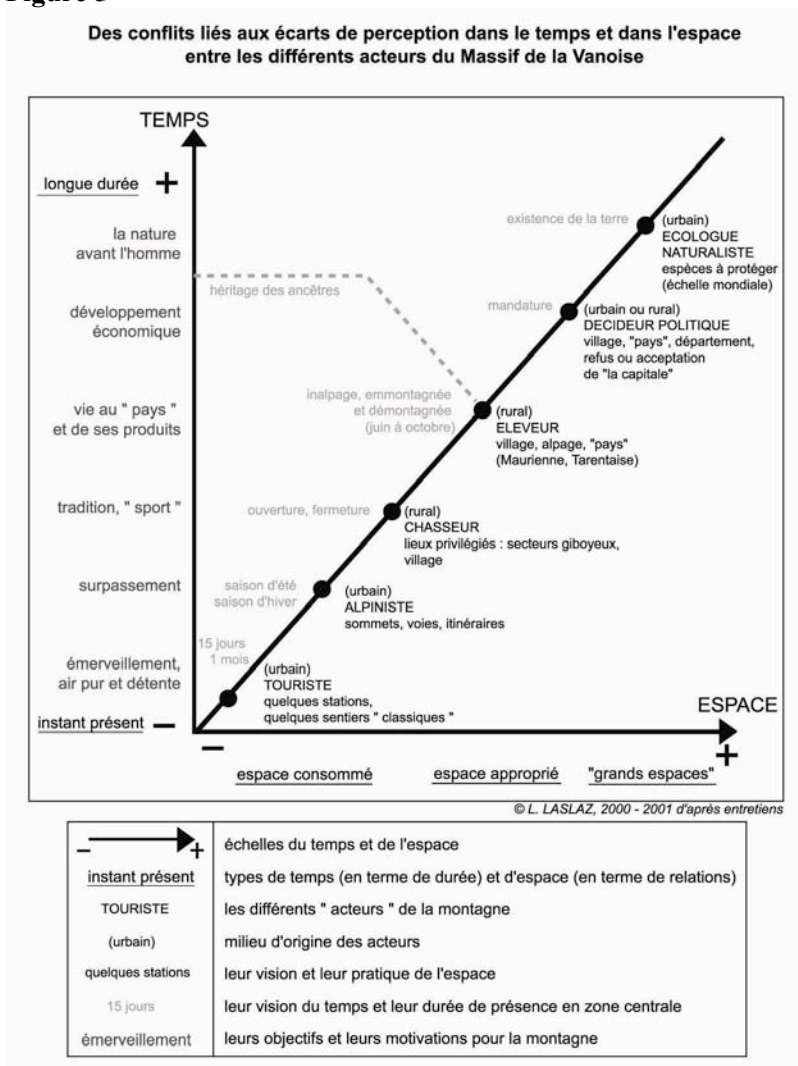 Des conflits liés aux écarts de perception dans le temps et dans l'espace
entre les différents acteurs du Massif de la Vanoise
TEMPS
longue durée +
la nature
avant l'homme
développement
économique
vie au " pays "
et de ses produits
tradition, " sport "
surpassement
émerveillement,
air pur et détente
instant présent −
existence de la terre
(urbain)
ECOLOGUE
NATURALISTE
espèces à protéger
(échelle mondiale)
héritage des ancêtres
mandature
(urbain ou rural)
DECIDEUR POLITIQUE
village, "pays", département,
refus ou acceptation
de "la capitale"
inalpage, emmontagnée
et démontagnée
(juin à octobre)
(rural)
ELEVEUR
village, alpage, "pays"
(Maurienne, Tarentaise)
ouverture, fermeture
(rural)
CHASSEUR
lieux privilégiés : secteurs giboyeux,
village
saison d'été
saison d'hiver
(urbain)
ALPINISTE
sommets, voies, itinéraires
15 jours
1 mois
(urbain)
TOURISTE
quelques stations,
quelques sentiers " classiques "
ESPACE
− +
espace consommé espace approprié "grands espaces"
© L. LASLAZ, 2000 - 2001 d'après entretiens
− + échelles du temps et de l'espace
instant présent types de temps (en terme de durée) et d'espace (en terme de relations)
TOURISTE les différents " acteurs " de la montagne
(urbain) milieu d'origine des acteurs
quelques stations leur vision et leur pratique de l'espace
15 jours leur vision du temps et leur durée de présence en zone centrale
émerveillement leurs objectifs et leurs motivations pour la montagne